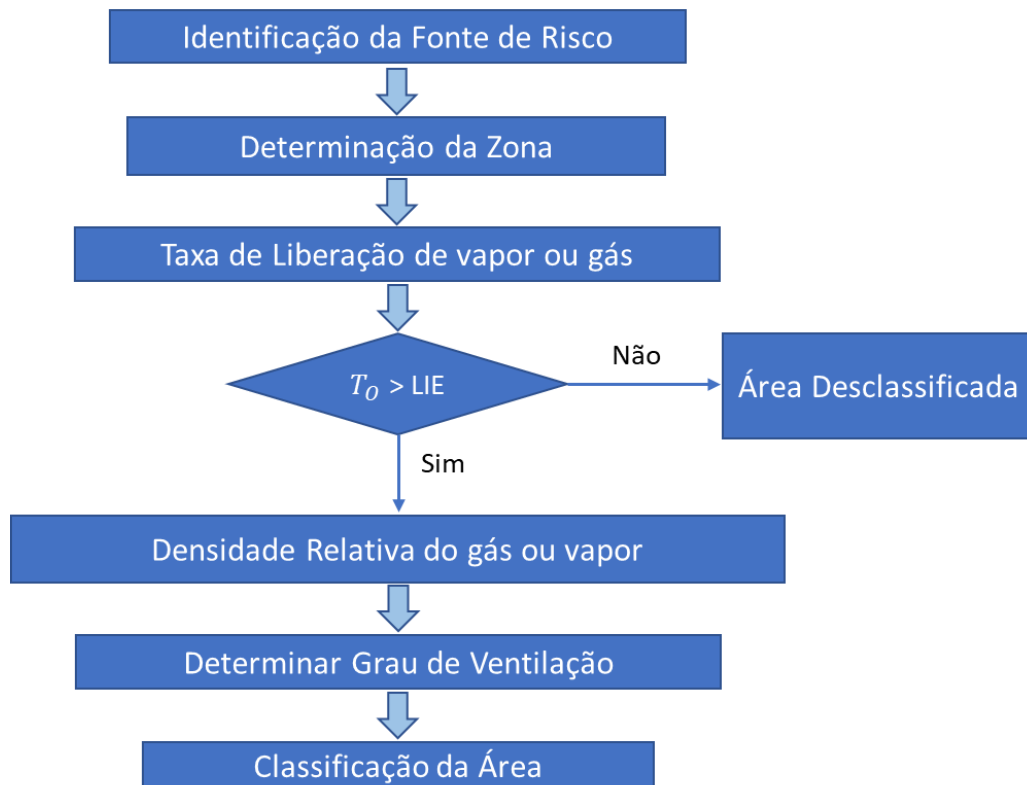 Identificação da Fonte de Risco
Determinação da Zona
Taxa de Liberação de vapor ou gás
T_O > LIE
Não
Área Desclassificada
Sim
Densidade Relativa do gás ou vapor
Determinar Grau de Ventilação
Classificação da Área